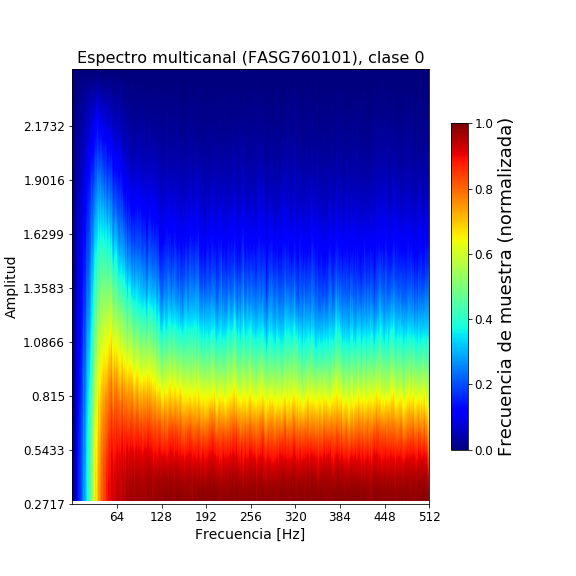 Espectro multicanal (FASG760101), clase 0
Amplitud
2.1732
1.9016
1.6299
1.3583
1.0866
0.815
0.5433
0.2717
64 128 192 256 320 384 448 512
Frecuencia [Hz]
1.0
0.8
0.6
0.4
0.2
0.0
Frecuencia de muestra (normalizada)